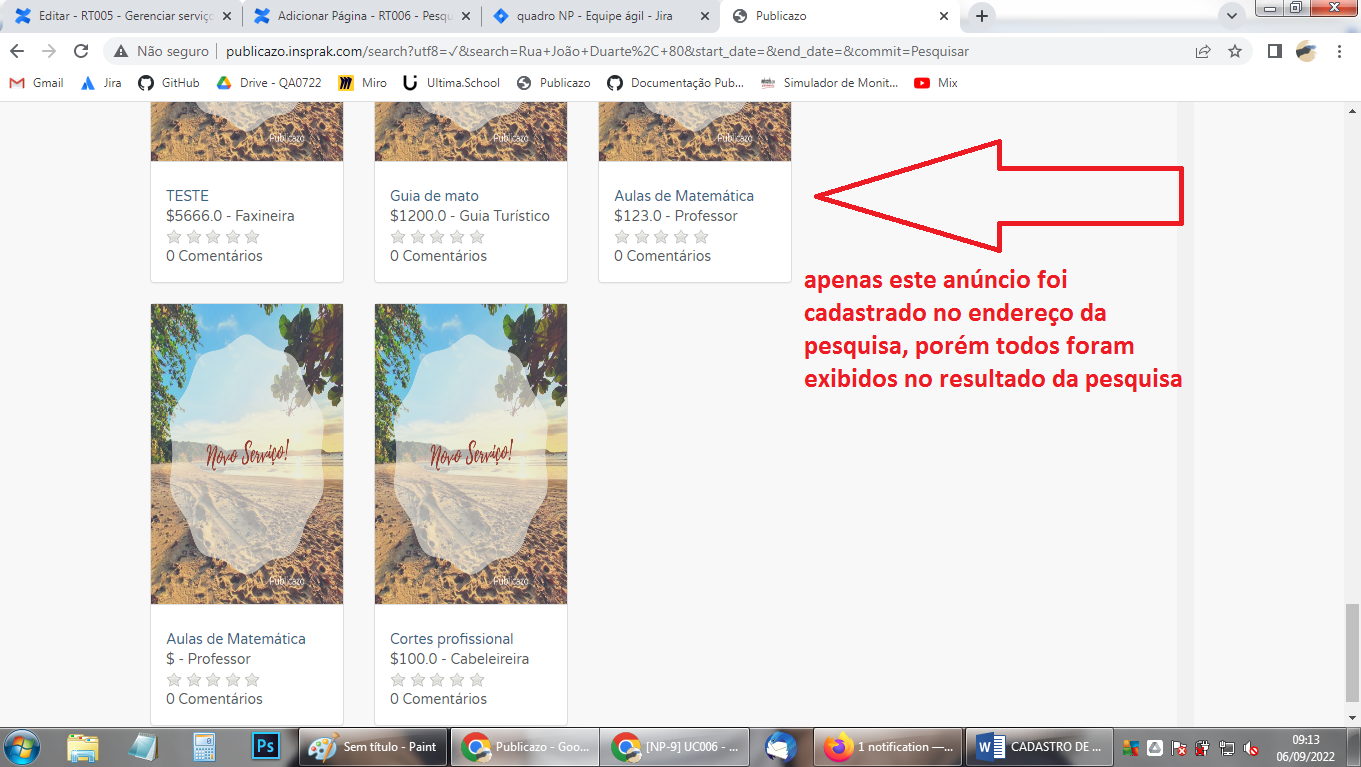 Editar - RT005 - Gerenciar serviço
Adicionar Página - RT006 - Pesqu
quadro NP - Equipe ágil - Jira
Publicazo
Não seguro
publicazo.insprak.com/search?utf8=✓&search=Rua+João+Duarte%2C+80&start_date=&end_date=&commit=Pesquisar
Gmail
Jira
GitHub
Drive - QA0722
Miro
Ultima.School
Publicazo
Documentação Pub...
Simulador de Monit...
Mix
Publicazo
Publicazo
Publicazo
TESTE
$5666.0 - Faxineira
0 Comentários
Guia de mato
$1200.0 - Guia Turístico
0 Comentários
Aulas de Matemática
$123.0 - Professor
0 Comentários
apenas este anúncio foi
cadastrado no endereço da
pesquisa, porém todos foram
exibidos no resultado da pesquisa
Novo Serviço!
Publicazo
Novo Serviço!
Publicazo
Aulas de Matemática
$ - Professor
0 Comentários
Cortes profissional
$100.0 - Cabeleireira
0 Comentários
Ps
Sem título - Paint
Publicazo - Goo...
[NP-9] UC006 - ...
1 notification —...
CADASTRO DE ...
09:13
06/09/2022